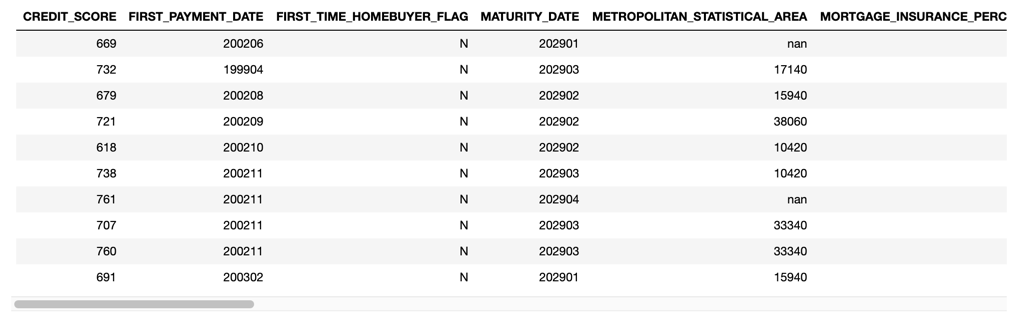 CREDIT_SCORE FIRST_PAYMENT_DATE FIRST_TIME_HOMEBUYER_FLAG MATURITY_DATE METROPOLITAN_STATISTICAL_AREA MORTGAGE_INSURANCE_PERC
669 200206 N 202901 nan
732 199904 N 202903 17140
679 200208 N 202902 15940
721 200209 N 202902 38060
618 200210 N 202902 10420
738 200211 N 202903 10420
761 200211 N 202904 nan
707 200211 N 202903 33340
760 200211 N 202903 33340
691 200302 N 202901 15940